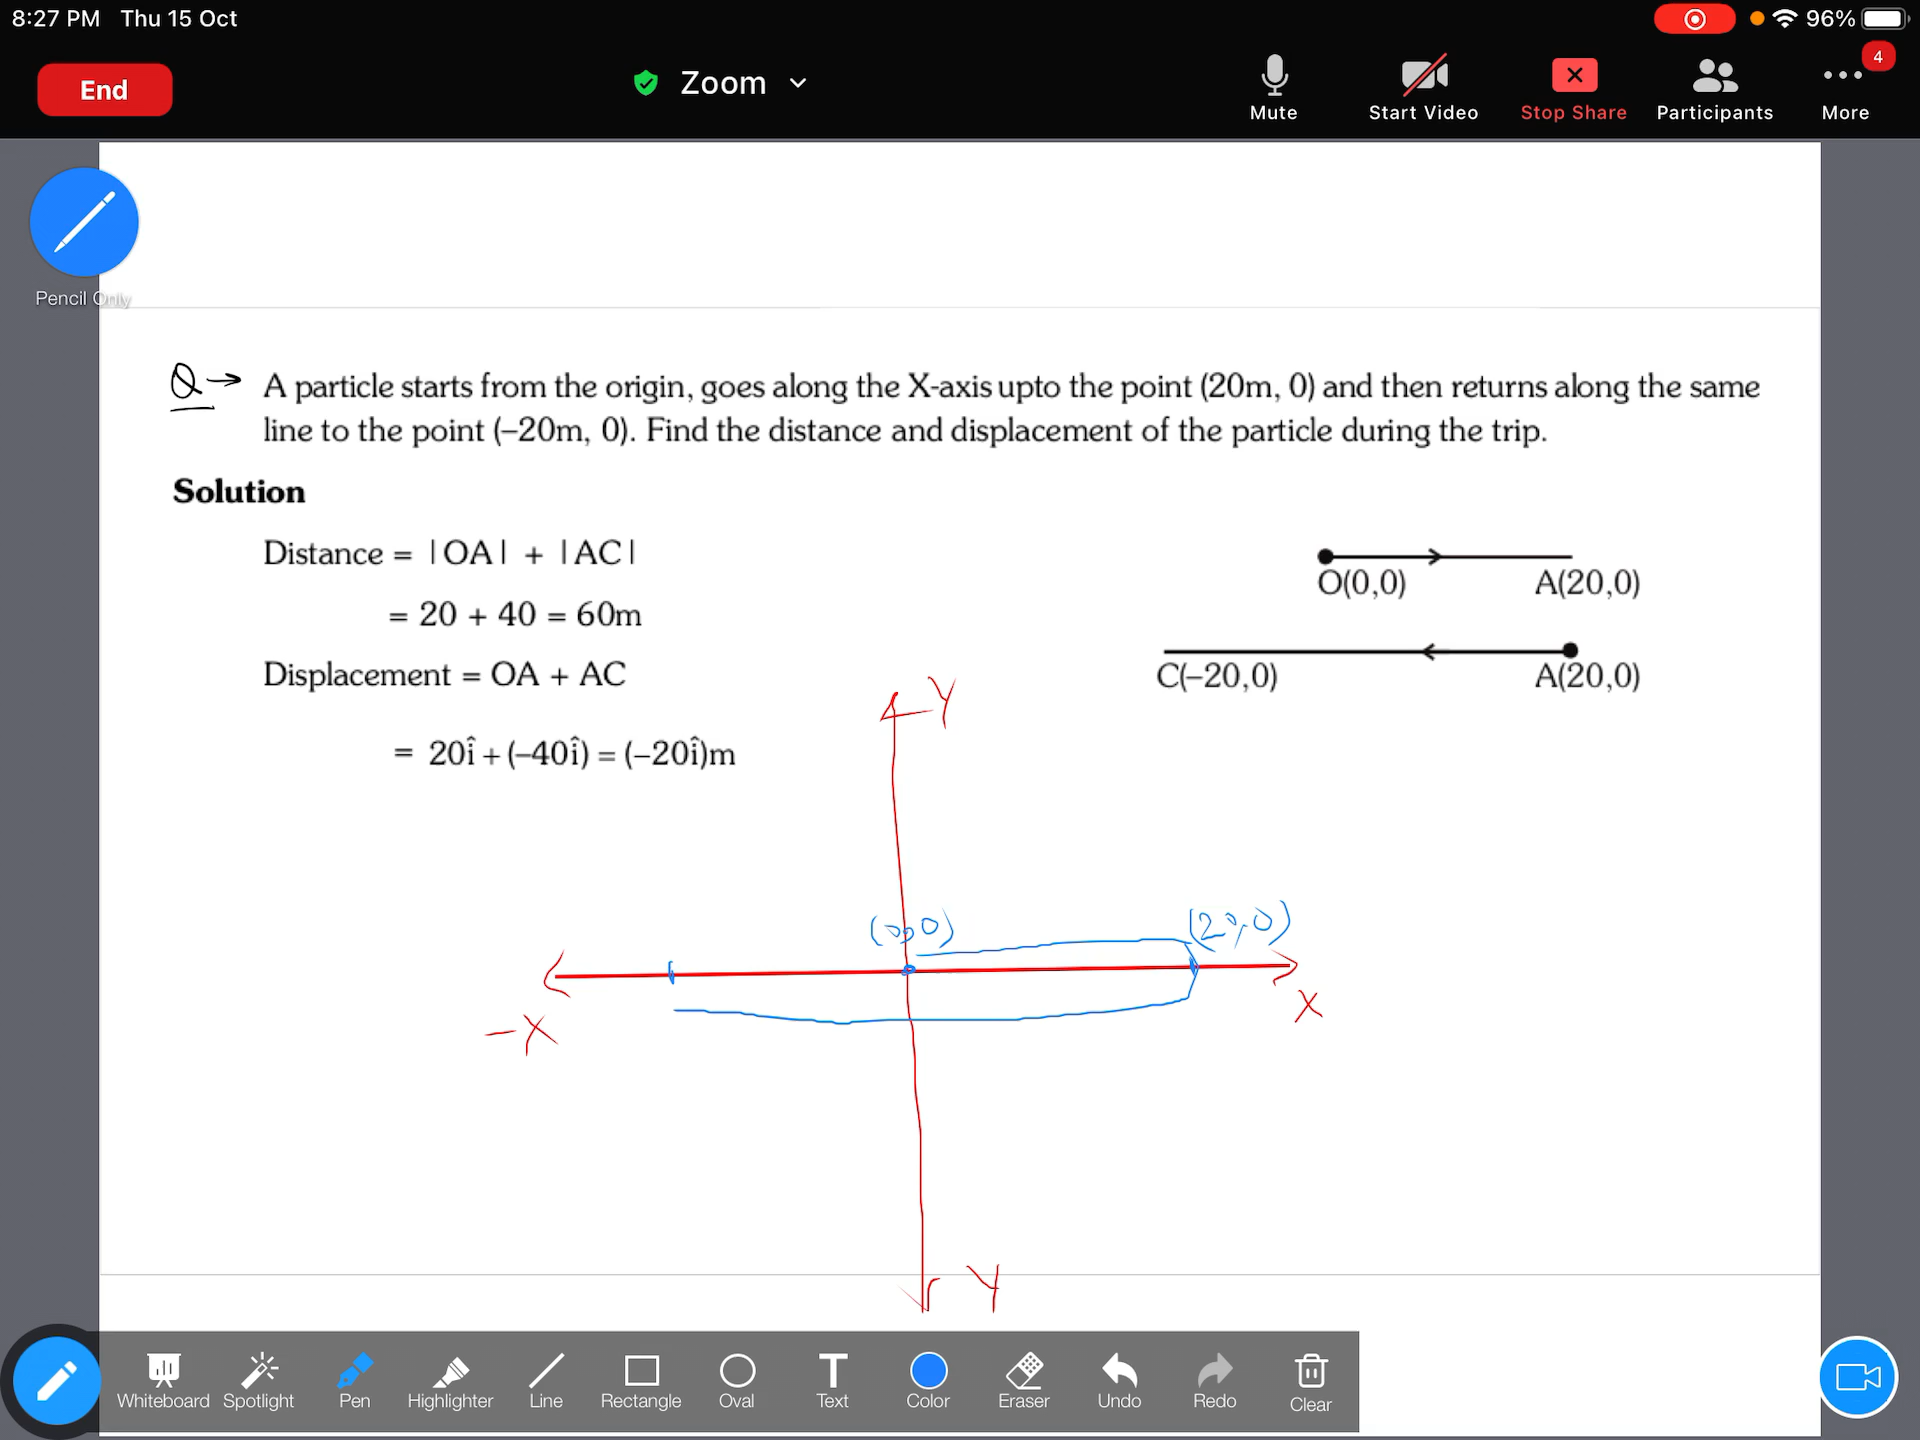 8:27 PM Thu 15 Oct
96%
End
Zoom
Mute
Start Video
Stop Share
Participants
4
More
Pencil Only
Q→ A particle starts from the origin, goes along the X-axis upto the point (20m, 0) and then returns along the same
line to the point (–20m, 0). Find the distance and displacement of the particle during the trip.
Solution
Distance = |OA| + |AC|
= 20 + 40 = 60m
Displacement = OA + AC
= 20î + (–40î) = (–20î)m
O(0,0) A(20,0)
C(–20,0) A(20,0)
Y
(0,0) (20,0)
-X X
Y
Whiteboard Spotlight Pen Highlighter Line Rectangle Oval Text Color Eraser Undo Redo Clear